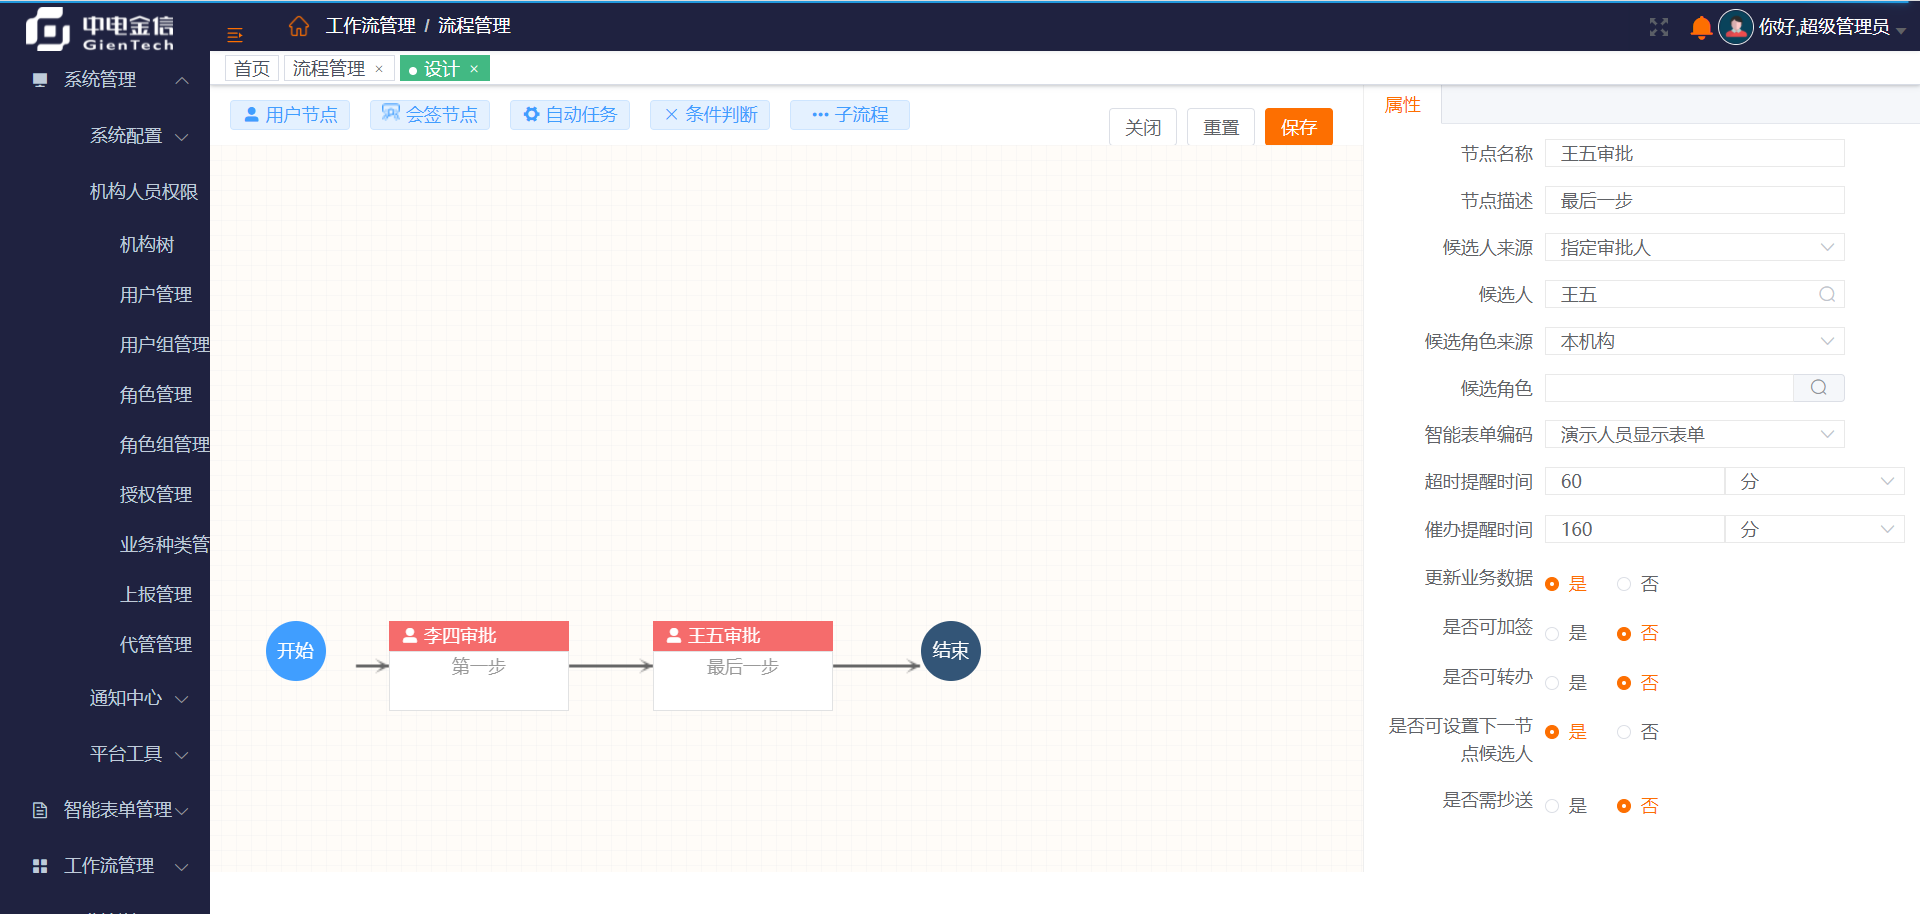 中电金信
GienTech
工作流管理 / 流程管理
你好,超级管理员
系统管理
系统配置
机构人员权限
机构树
用户管理
用户组管理
角色管理
角色组管理
授权管理
业务种类管
上报管理
代管管理
通知中心
平台工具
智能表单管理
工作流管理
首页
流程管理 ×
设计 ×
用户节点
会签节点
自动任务
条件判断
子流程
关闭
重置
保存
开始
李四审批
第一步
王五审批
最后一步
结束
属性
节点名称 王五审批
节点描述 最后一步
候选人来源 指定审批人
候选人 王五
候选角色来源 本机构
候选角色
智能表单编码 演示人员显示表单
超时提醒时间 60 分
催办提醒时间 160 分
更新业务数据 是 否
是否可加签 是 否
是否可转办 是 否
是否可设置下一节
点候选人 是 否
是否需抄送 是 否